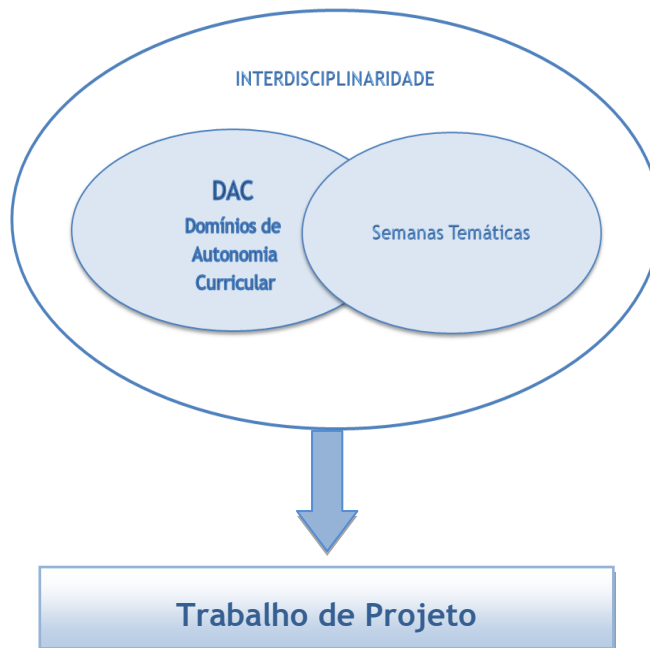 INTERDISCIPLINARIDADE
DAC
Domínios de
Autonomia
Curricular
Semanas Temáticas
Trabalho de Projeto